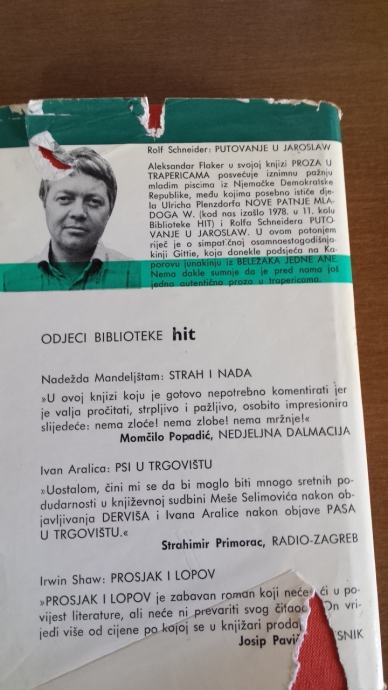 Rolf Schneider: PUTOVANJE U JAROSLAW
Aleksandar Flaker u svojoj knjizi PROZA U
TRAPERICAMA posvećuje iznimnu pažnju
mladim piscima iz Njemačke Demokratske
Republike, među kojima posebno ističe dje-
la Ulricha Plenzdorfa NOVE PATNJE MLA-
DOGA W. (kod nas izašlo 1978. u 11. kolu
Biblioteke HIT) i Rolfa Schneidera PUTO-
VANJE U JAROSLAW. U ovom potonjem
riječ je o simpatičnoj osamnaestogodišnja-
kinji Gittie, koja donekle podsjeća na Ka-
porovu junakinju iz BELEŽAKA JEDNE ANE.
Nema dakle sumnje da je pred nama još
jedna autentična proza u trapericama.
ODJECI BIBLIOTEKE hit
Nadežda Mandeljštam: STRAH I NADA
»U ovoj knjizi koju je gotovo nepotrebno komentirati jer
je valja pročitati, strpljivo i pažljivo, osobito impresionira
slijedeće: nema zloće! nema zlobe! nema mržnje!«
Momčilo Popadić, NEDJELJNA DALMACIJA
Ivan Aralica: PSI U TRGOVIŠTU
»Uostalom, čini mi se da bi moglo biti mnogo sretnih po-
dudarnosti u književnoj sudbini Meše Selimovića nakon ob-
javljivanja DERVIŠA i Ivana Aralice nakon objave PASA
U TRGOVIŠTU.«
Strahimir Primorac, RADIO-ZAGREB
Irwin Shaw: PROSJAK I LOPOV
»PROSJAK I LOPOV je zabavan roman koji neće ći u po-
vijest literature, ali neće ni prevariti svog čitaoc On vri-
jedi više od cijene po kojoj se u knjižari proda
Josip Pavi SNIK